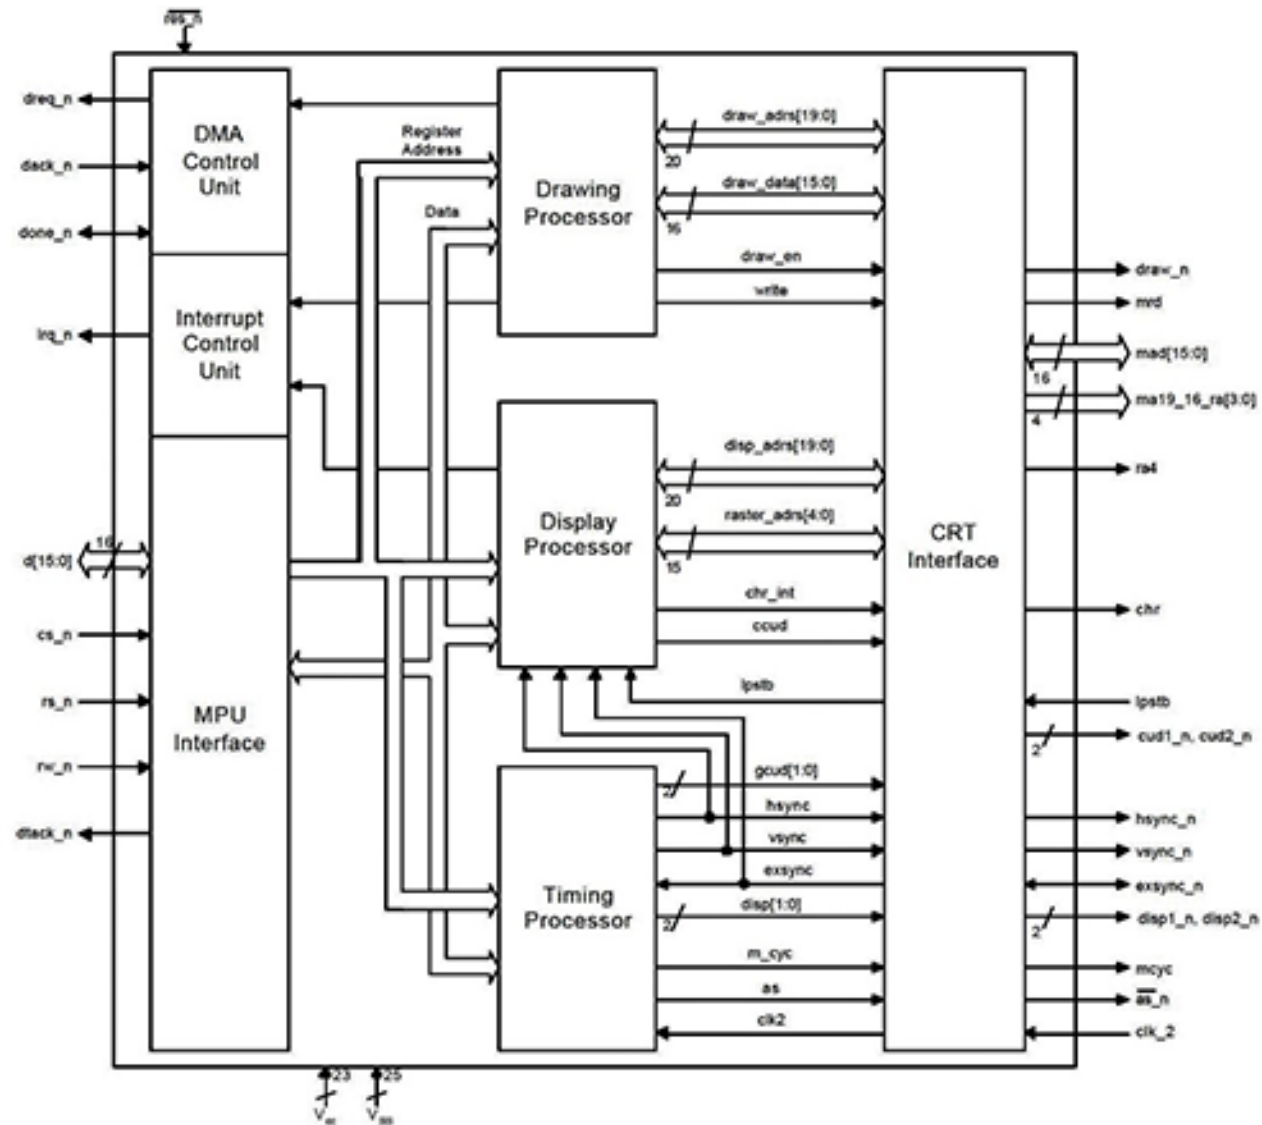 res_n
dreq_n
dack_n
done_n
irq_n
d[15:0]
16
cs_n
rs_n
rw_n
dtack_n
DMA
Control
Unit
Interrupt
Control
Unit
MPU
Interface
Register
Address
Data
Drawing
Processor
Display
Processor
Timing
Processor
draw_adrs[19:0]
20
draw_data[15:0]
16
draw_en
write
disp_adrs[19:0]
20
raster_adrs[4:0]
15
chr_int
ccud
lpstb
gcud[1:0]
2
hsync
vsync
exsync
disp[1:0]
2
m_cyc
as
clk2
CRT
Interface
draw_n
mrd
mad[15:0]
16
ma19_16_ra[3:0]
4
ra4
chr
lpstb
cud1_n, cud2_n
2
hsync_n
vsync_n
exsync_n
disp1_n, disp2_n
2
mcyc
as_n
clk_2
23
25